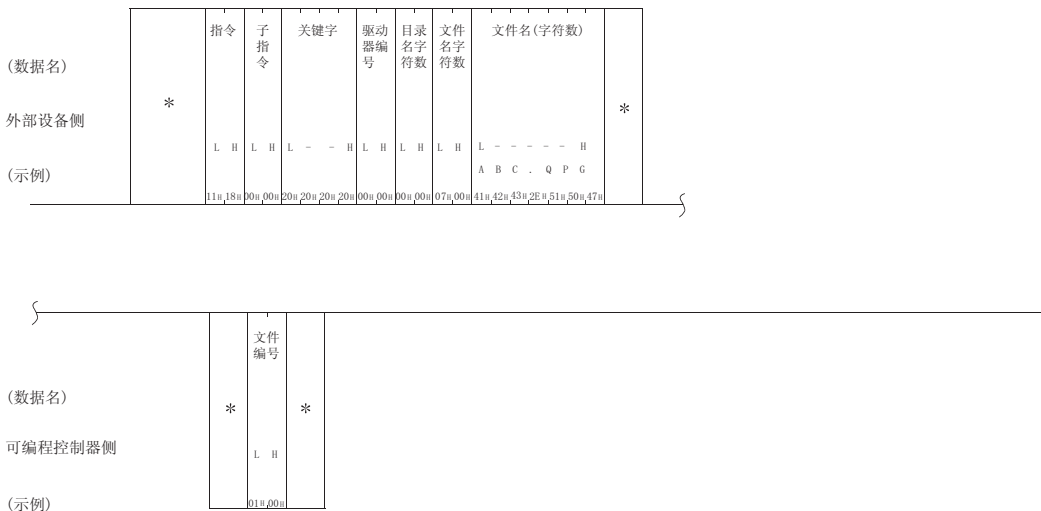 指令 子指令 关键字 驱动器编号 目录名字符数 文件名字符数 文件名(字符数)
(数据名)
* *
外部设备侧
L H L H L - - H L H L H L H L - - - - - H
(示例)
A B C . Q P G
11H 18H 00H 00H 20H 20H 20H 20H 00H 00H 00H 00H 07H 00H 41H 42H 43H 2EH 51H 50H 47H
文件编号
(数据名)
* *
可编程控制器侧
L H
(示例)
01H 00H